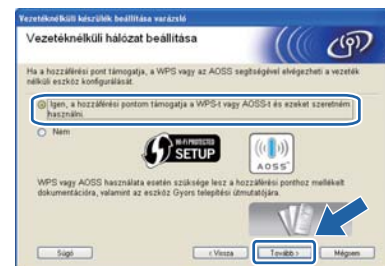 Vezetéknélküli készülék beállítása varázsló
Vezetéknélküli hálózat beállítása
Ha a hozzáférési pont támogatja, a WPS vagy az AOSS segítségével elvégezheti a vezeték
nélküli eszköz konfigurálását.
Igen, a hozzáférési pontom támogatja a WPS-t vagy AOSS-t és ezeket szeretném
használni.
Nem
WI-FI PROTECTED
SETUP
AOSS
WPS vagy AOSS használata esetén szüksége lesz a hozzáférési ponthoz mellékelt
dokumentációra, valamint az eszköz Gyors telepítési útmutatójára.
Súgó
< Vissza
Tovább >
Mégsem